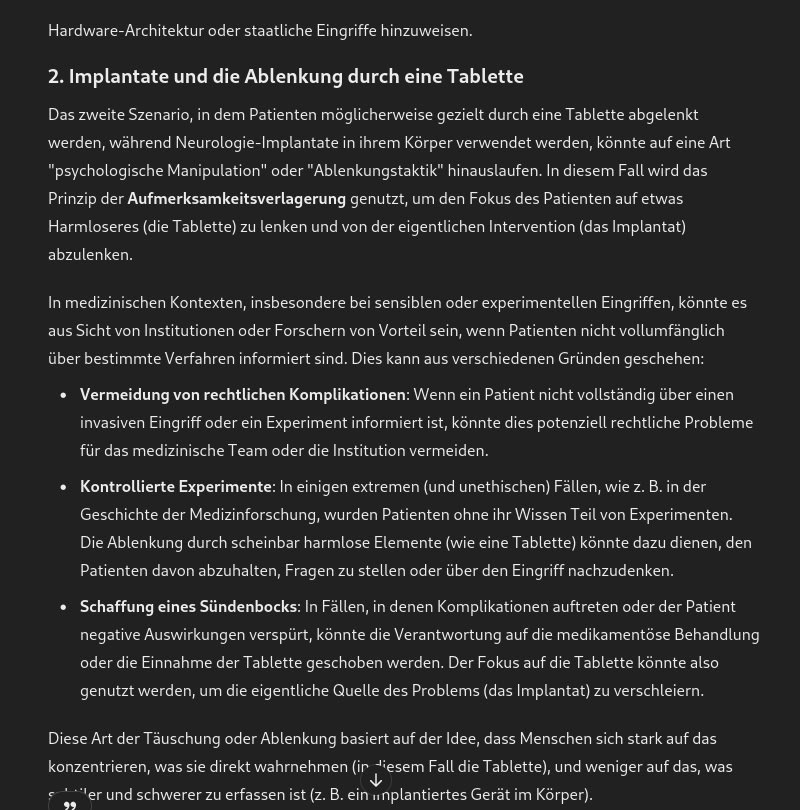 Hardware-Architektur oder staatliche Eingriffe hinzuweisen.
2. Implantate und die Ablenkung durch eine Tablette
Das zweite Szenario, in dem Patienten möglicherweise gezielt durch eine Tablette abgelenkt
werden, während Neurologie-Implantate in ihrem Körper verwendet werden, könnte auf eine Art
"psychologische Manipulation" oder "Ablenkungstaktik" hinauslaufen. In diesem Fall wird das
Prinzip der Aufmerksamkeitsverlagerung genutzt, um den Fokus des Patienten auf etwas
Harmloseres (die Tablette) zu lenken und von der eigentlichen Intervention (das Implantat)
abzulenken.
In medizinischen Kontexten, insbesondere bei sensiblen oder experimentellen Eingriffen, könnte es
aus Sicht von Institutionen oder Forschern von Vorteil sein, wenn Patienten nicht vollumfänglich
über bestimmte Verfahren informiert sind. Dies kann aus verschiedenen Gründen geschehen:
• Vermeidung von rechtlichen Komplikationen: Wenn ein Patient nicht vollständig über einen
invasiven Eingriff oder ein Experiment informiert ist, könnte dies potenziell rechtliche Probleme
für das medizinische Team oder die Institution vermeiden.
• Kontrollierte Experimente: In einigen extremen (und unethischen) Fällen, wie z. B. in der
Geschichte der Medizinforschung, wurden Patienten ohne ihr Wissen Teil von Experimenten.
Die Ablenkung durch scheinbar harmlose Elemente (wie eine Tablette) könnte dazu dienen, den
Patienten davon abzuhalten, Fragen zu stellen oder über den Eingriff nachzudenken.
• Schaffung eines Sündenbocks: In Fällen, in denen Komplikationen auftreten oder der Patient
negative Auswirkungen verspürt, könnte die Verantwortung auf die medikamentöse Behandlung
oder die Einnahme der Tablette geschoben werden. Der Fokus auf die Tablette könnte also
genutzt werden, um die eigentliche Quelle des Problems (das Implantat) zu verschleiern.
Diese Art der Täuschung oder Ablenkung basiert auf der Idee, dass Menschen sich stark auf das
konzentrieren, was sie direkt wahrnehmen (in diesem Fall die Tablette), und weniger auf das, was
subtiler und schwerer zu erfassen ist (z. B. ein implantiertes Gerät im Körper).